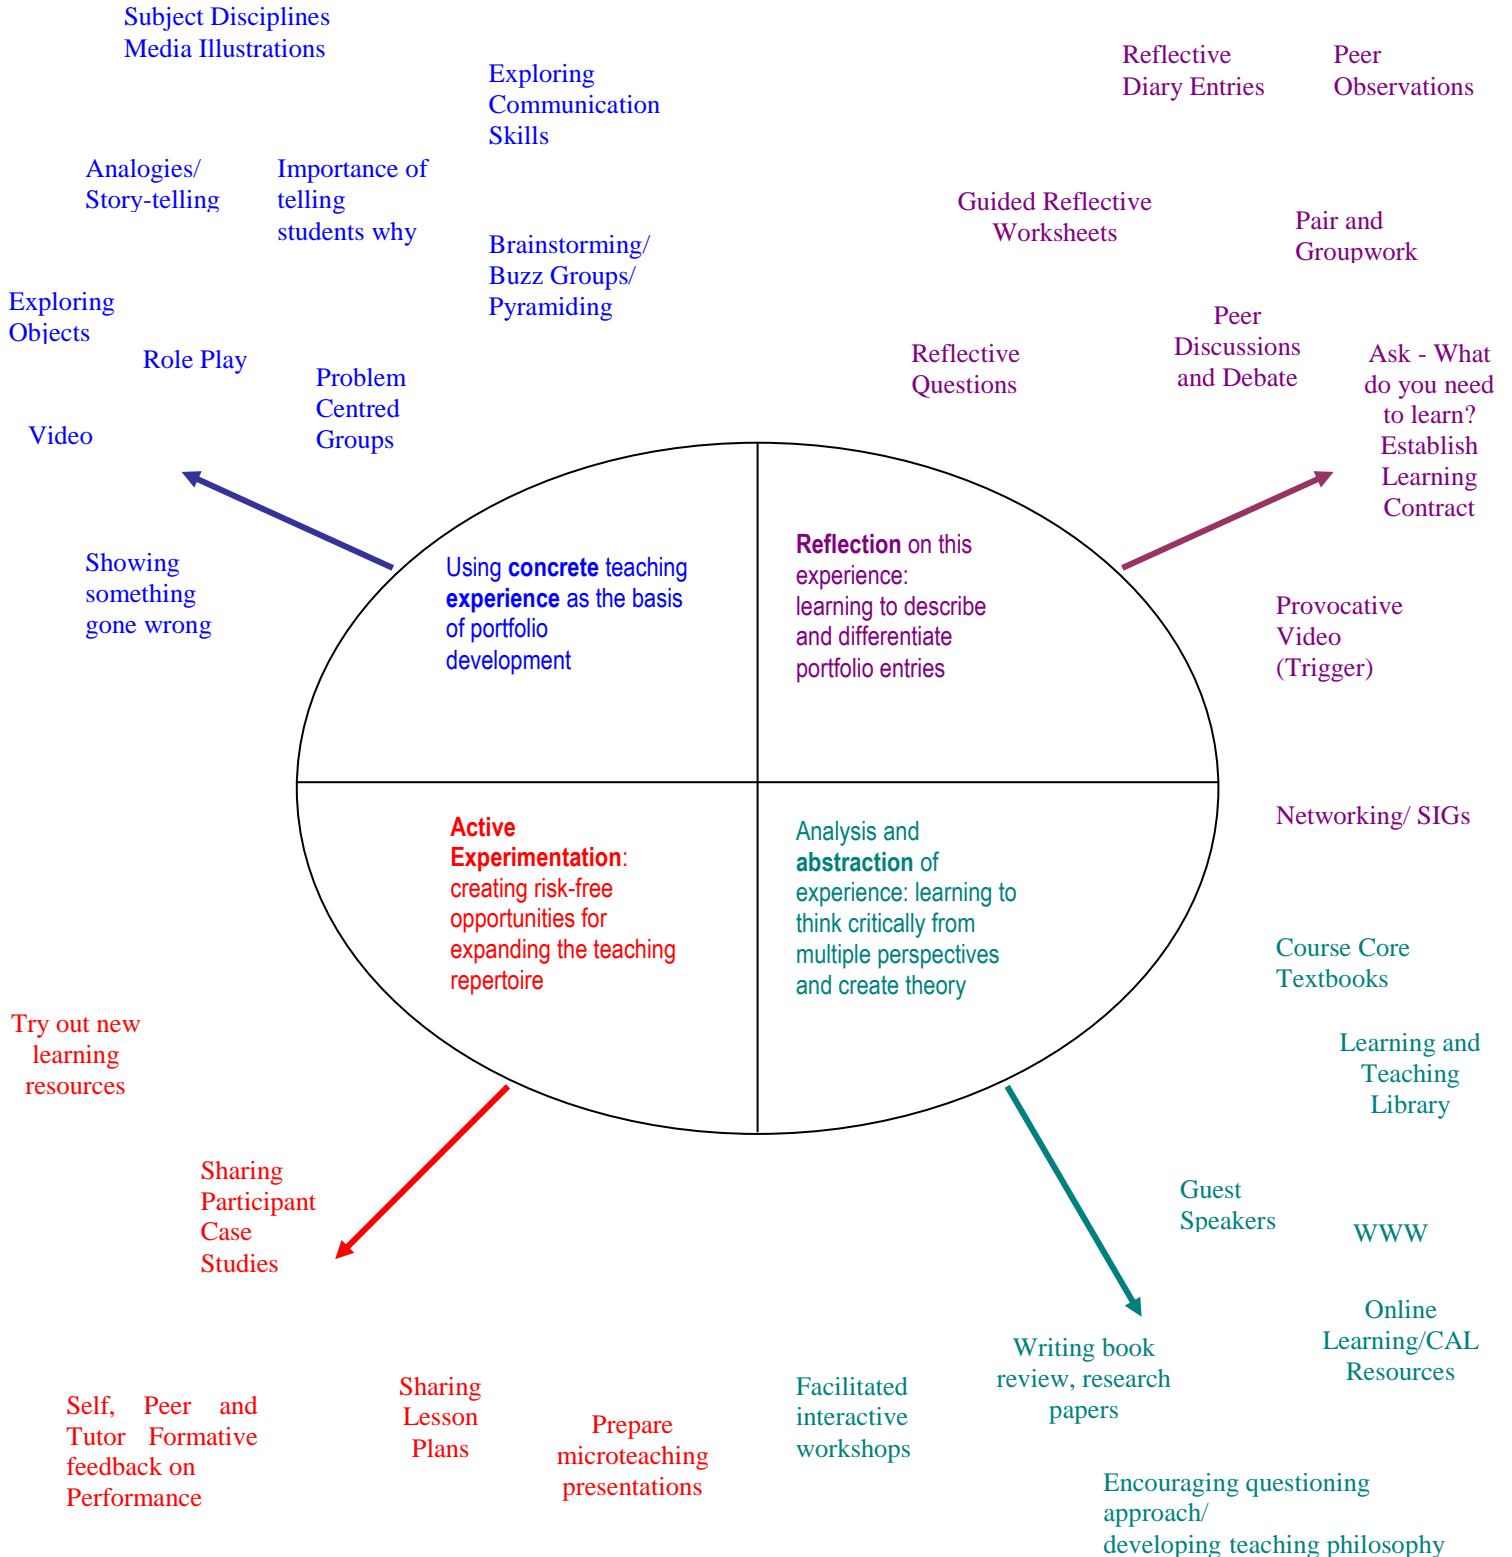 Subject Disciplines
Media Illustrations
Exploring
Communication
Skills
Analogies/
Story-telling
Importance of
telling
students why
Brainstorming/
Buzz Groups/
Pyramiding
Exploring
Objects
Role Play
Problem
Centred
Groups
Video
Showing
something
gone wrong
Reflective
Diary Entries
Peer
Observations
Guided Reflective
Worksheets
Pair and
Groupwork
Reflective
Questions
Peer
Discussions
and Debate
Ask - What
do you need
to learn?
Establish
Learning
Contract
Provocative
Video
(Trigger)
Networking/ SIGs
Using concrete teaching
experience as the basis
of portfolio
development
Reflection on this
experience:
learning to describe
and differentiate
portfolio entries
Active
Experimentation:
creating risk-free
opportunities for
expanding the teaching
repertoire
Analysis and
abstraction of
experience: learning to
think critically from
multiple perspectives
and create theory
Course Core
Textbooks
Learning and
Teaching
Library
Guest
Speakers
WWW
Online
Learning/CAL
Resources
Writing book
review, research
papers
Facilitated
interactive
workshops
Encouraging questioning
approach/
developing teaching philosophy
Try out new
learning
resources
Sharing
Participant
Case
Studies
Self, Peer and
Tutor Formative
feedback on
Performance
Sharing
Lesson
Plans
Prepare
microteaching
presentations